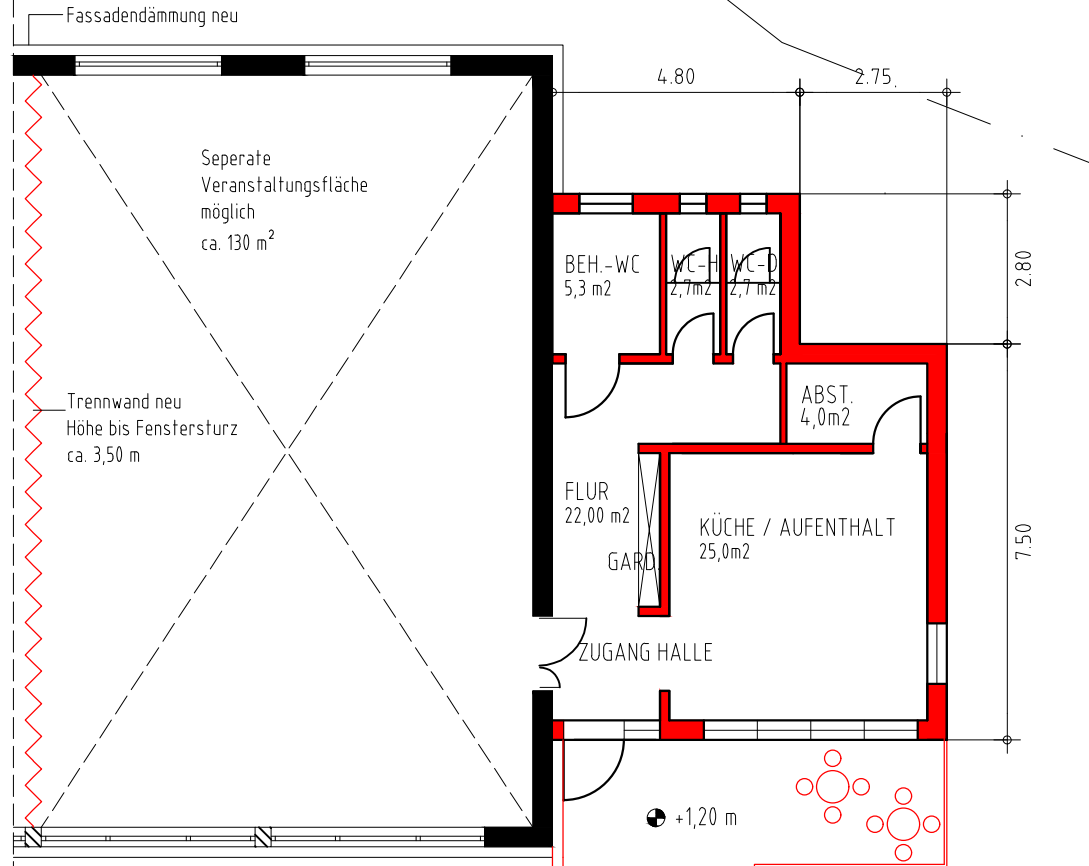 Fassadendämmung neu
4.80
2.75
Seperate
Veranstaltungsfläche
möglich
ca. 130 m²
BEH.-WC
5,3 m2
WC-H
2,7m2
WC-D
2,7 m2
2.80
Trennwand neu
Höhe bis Fenstersturz
ca. 3,50 m
ABST.
4,0m2
FLUR
22,00 m2
GARD.
KÜCHE / AUFENTHALT
25,0m2
7.50
ZUGANG HALLE
+1,20 m